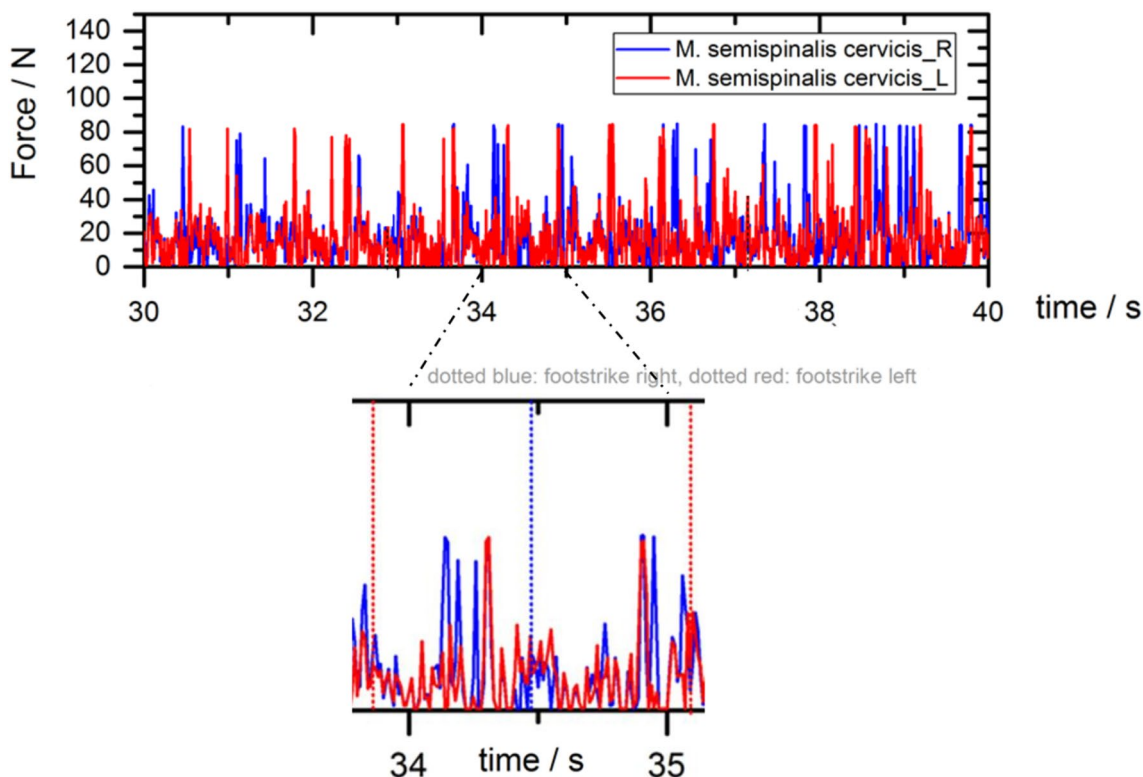 140
120
100
80
60
40
20
0
Force / N
M. semispinalis cervicis_R
M. semispinalis cervicis_L
30 32 34 36 38 40 time / s
dotted blue: footstrike right, dotted red: footstrike left
34 time / s 35